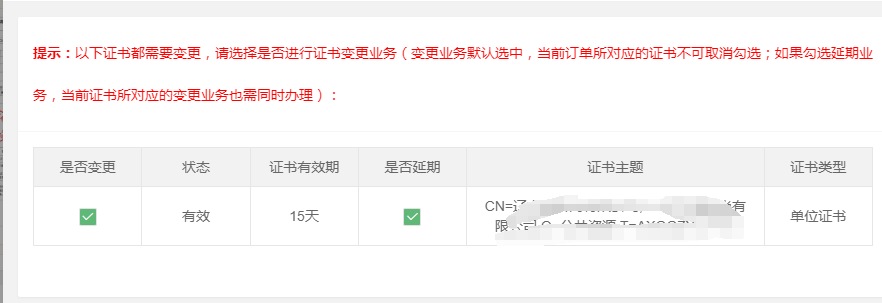 提示：以下证书都需要变更，请选择是否进行证书变更业务（变更业务默认选中，当前订单所对应的证书不可取消勾选；如果勾选延期业
务，当前证书所对应的变更业务也需同时办理）：
是否变更 状态 证书有效期 是否延期 证书主题 证书类型
有效 15天 CN= 有 单位证书
限